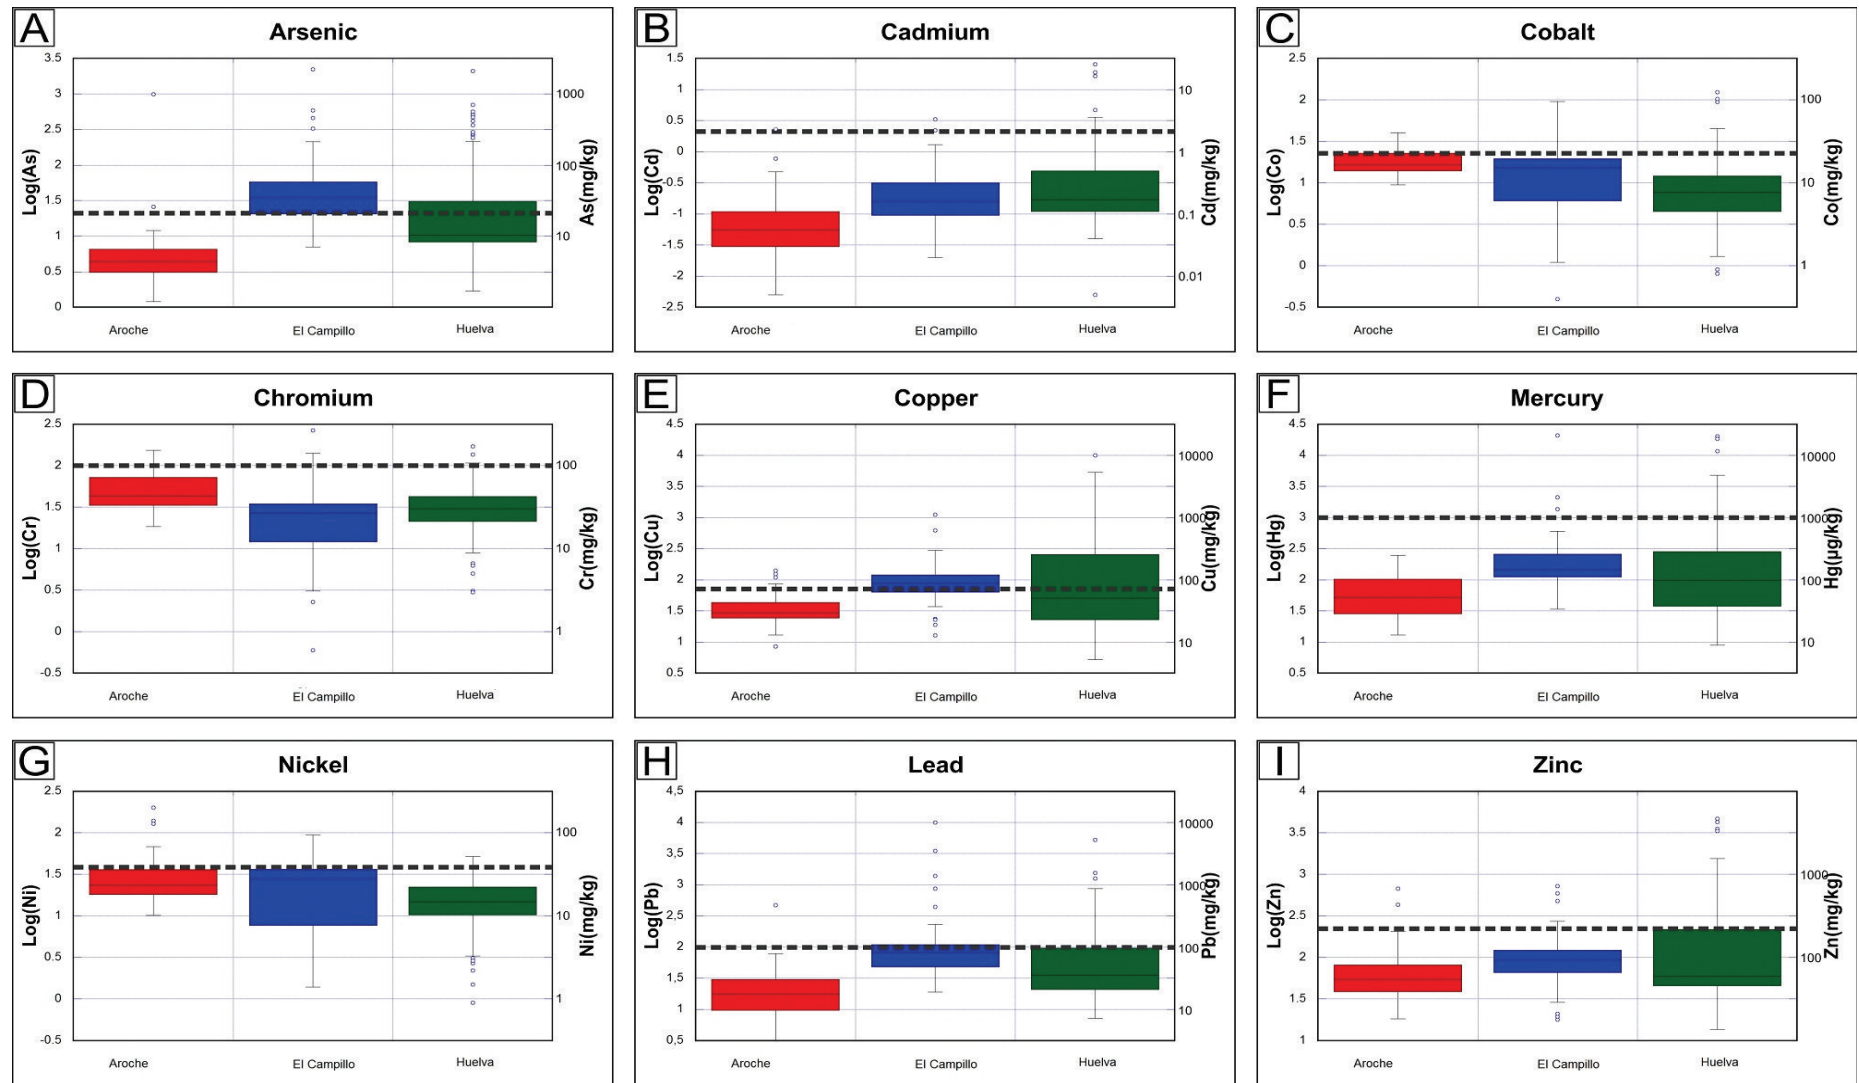 A
Arsenic
3.5
3
2.5
2
1.5
1
0.5
0
Log(As)
1000
100
10
As(mg/kg)
Aroche
El Campillo
Huelva
B
Cadmium
1.5
1
0.5
0
-0.5
-1
-1.5
-2
-2.5
Log(Cd)
10
1
0.1
0.01
Cd(mg/kg)
Aroche
El Campillo
Huelva
C
Cobalt
2.5
2
1.5
1
0.5
0
-0.5
Log(Co)
100
10
1
Co(mg/kg)
Aroche
El Campillo
Huelva
D
Chromium
2.5
2
1.5
1
0.5
0
-0.5
Log(Cr)
100
10
1
Cr(mg/kg)
Aroche
El Campillo
Huelva
E
Copper
4.5
4
3.5
3
2.5
2
1.5
1
0.5
Log(Cu)
10000
1000
100
10
Cu(mg/kg)
Aroche
El Campillo
Huelva
F
Mercury
4.5
4
3.5
3
2.5
2
1.5
1
0.5
Log(Hg)
10000
1000
100
10
Hg(µg/kg)
Aroche
El Campillo
Huelva
G
Nickel
2.5
2
1.5
1
0.5
0
-0.5
Log(Ni)
100
10
1
Ni(mg/kg)
Aroche
El Campillo
Huelva
H
Lead
4,5
4
3,5
3
2,5
2
1,5
1
0,5
Log(Pb)
10000
1000
100
10
Pb(mg/kg)
Aroche
El Campillo
Huelva
I
Zinc
4
3.5
3
2.5
2
1.5
1
Log(Zn)
1000
100
Zn(mg/kg)
Aroche
El Campillo
Huelva